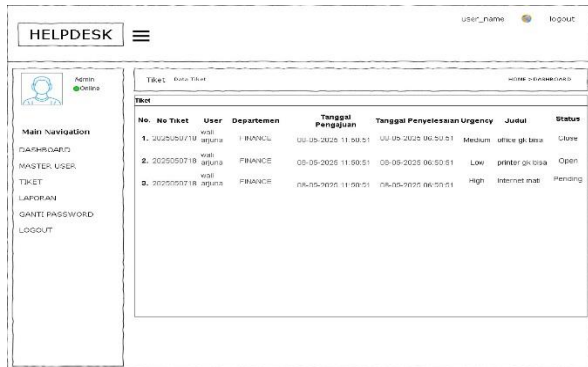 user_name logout
HELPDESK
Admin
Online
Tiket Data Tiket HOME > DASHBOARD
Tiket
No. No Tiket User Departemen Tanggal Pengajuan Tanggal Penyelesaian Urgency Judul Status
1. 2025050718 wali arjuna FINANCE 08-05-2025 11:50:51 08-05-2025 06:50:51 Medium office gk bisa Close
2. 2025050718 wali arjuna FINANCE 08-05-2025 11:50:51 08-05-2025 06:50:51 Low printer gk bisa Open
3. 2025050718 wali arjuna FINANCE 08-05-2025 11:50:51 08-05-2025 06:50:51 High internet mati Pending
Main Navigation
DASHBOARD
MASTER USER
TIKET
LAPORAN
GANTI PASSWORD
LOGOUT